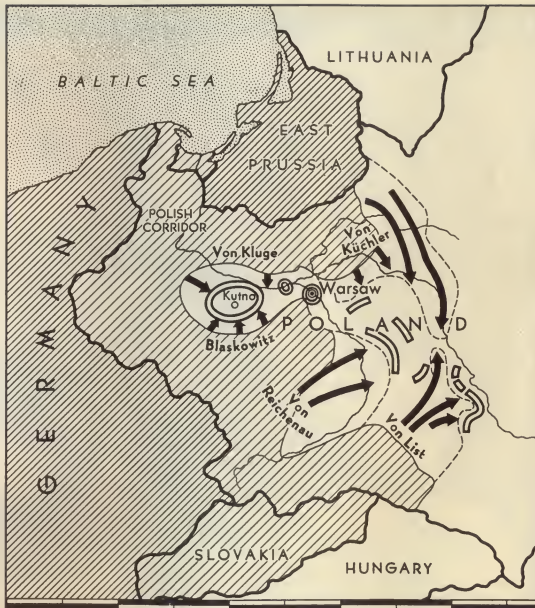 LITHUANIA
BALTIC SEA
EAST
PRUSSIA
POLISH
CORRIDOR
Von Kluge
Von
Küchler
Kutno
Warsaw
POLAND
Blaskowitz
Von
Reichenau
Von List
GERMANY
SLOVAKIA
HUNGARY